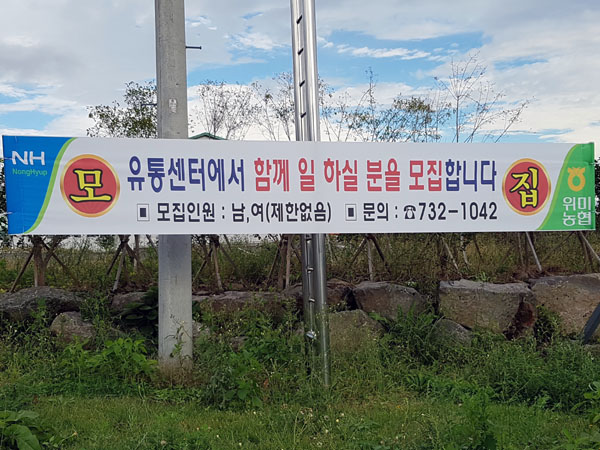 NH
NongHyup
모
유통센터에서 함께 일 하실 분을 모집합니다
▣ 모집인원 : 남,여(제한없음) ▣ 문의 : ☎732-1042
집
위미
농협